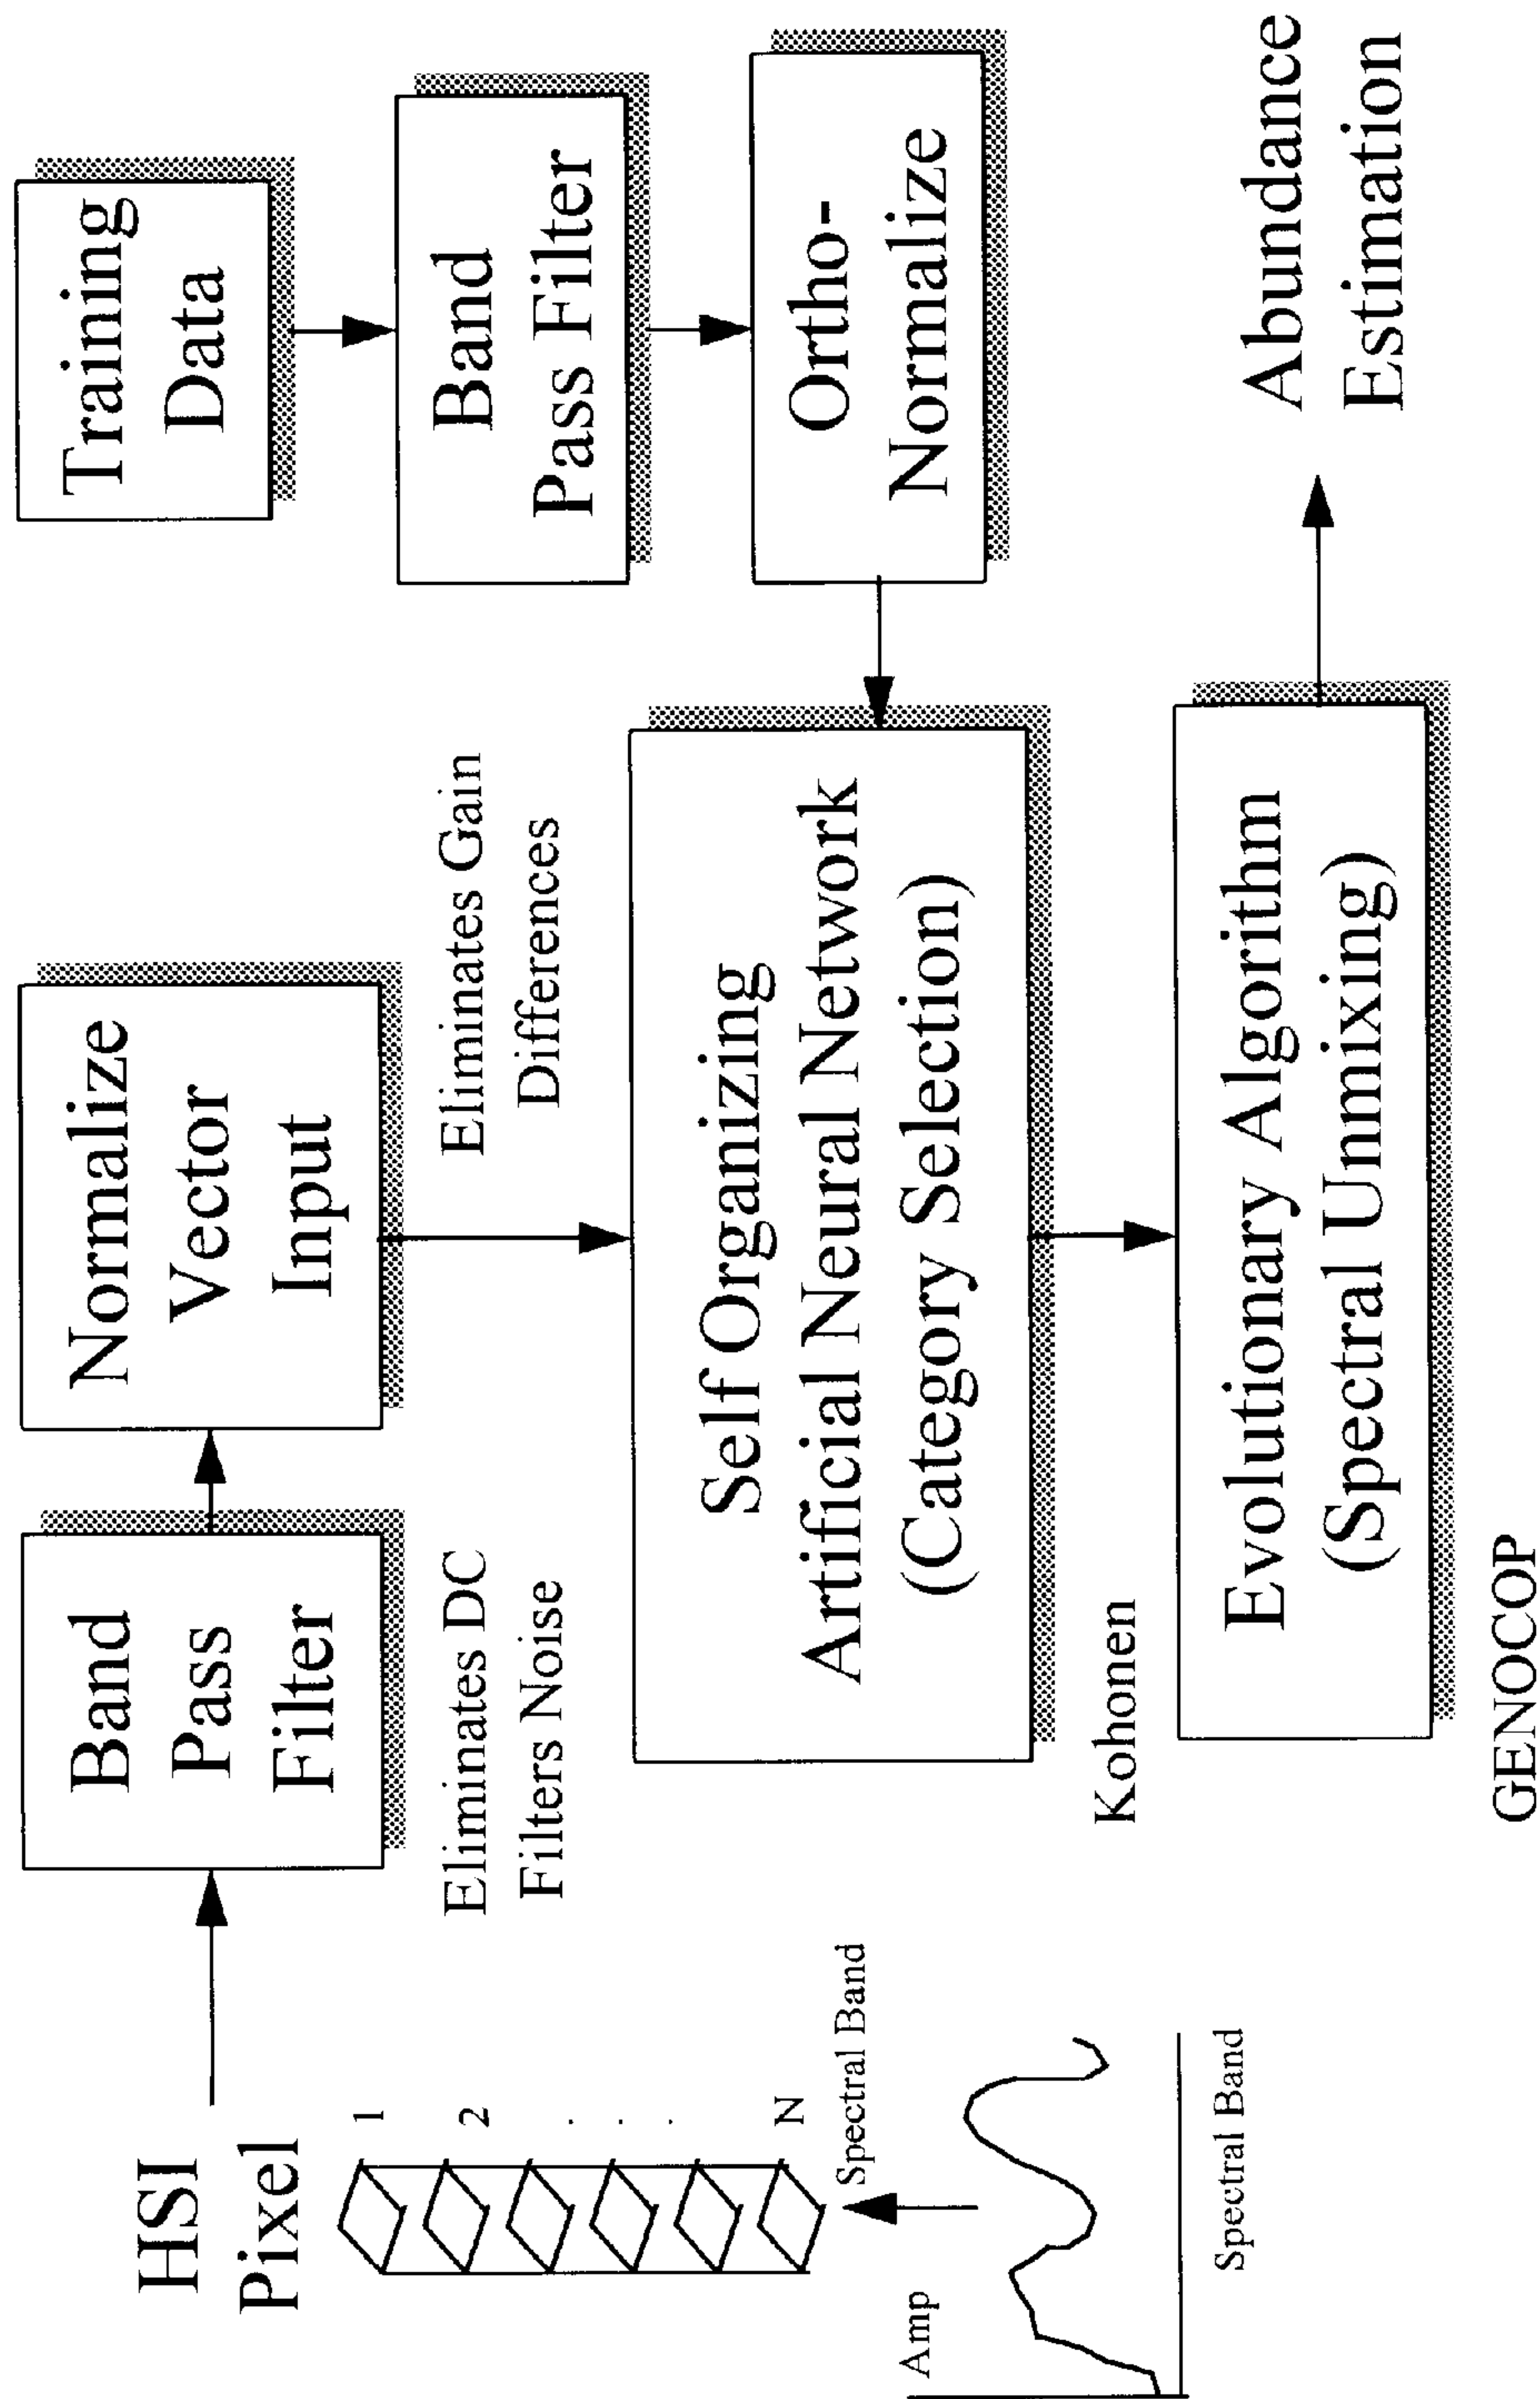 HSI
Pixel
1
2
.
.
.
N
Spectral Band
Amp
Spectral Band
Band
Pass
Filter
Eliminates DC
Filters Noise
Normalize
Vector
Input
Eliminates Gain
Differences
Training
Data
Band
Pass Filter
Ortho-
Normalize
Self Organizing
Artificial Neural Network
(Category Selection)
Kohonen
Evolutionary Algorithm
(Spectral Unmixing)
GENOCOP
Abundance
Estimation